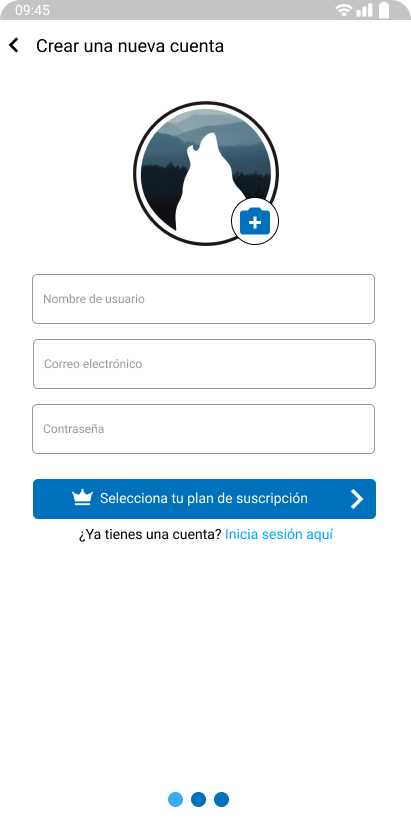 09:45
Crear una nueva cuenta
Nombre de usuario
Correo electrónico
Contraseña
Selecciona tu plan de suscripción
¿Ya tienes una cuenta? Inicia sesión aquí